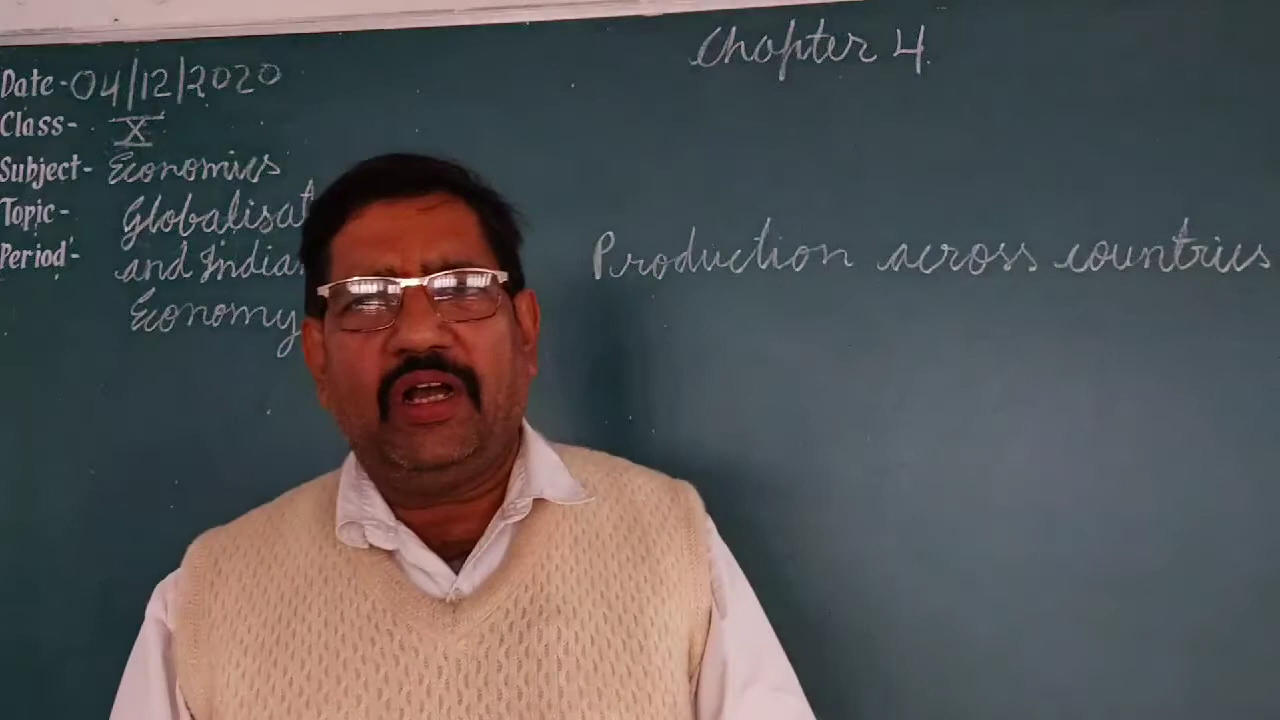 Chapter 4
Date - 04/12/2020
Class- X
Subject- Economics
Topic- Globalisat
Period- and Indian
Economy
Production across countries